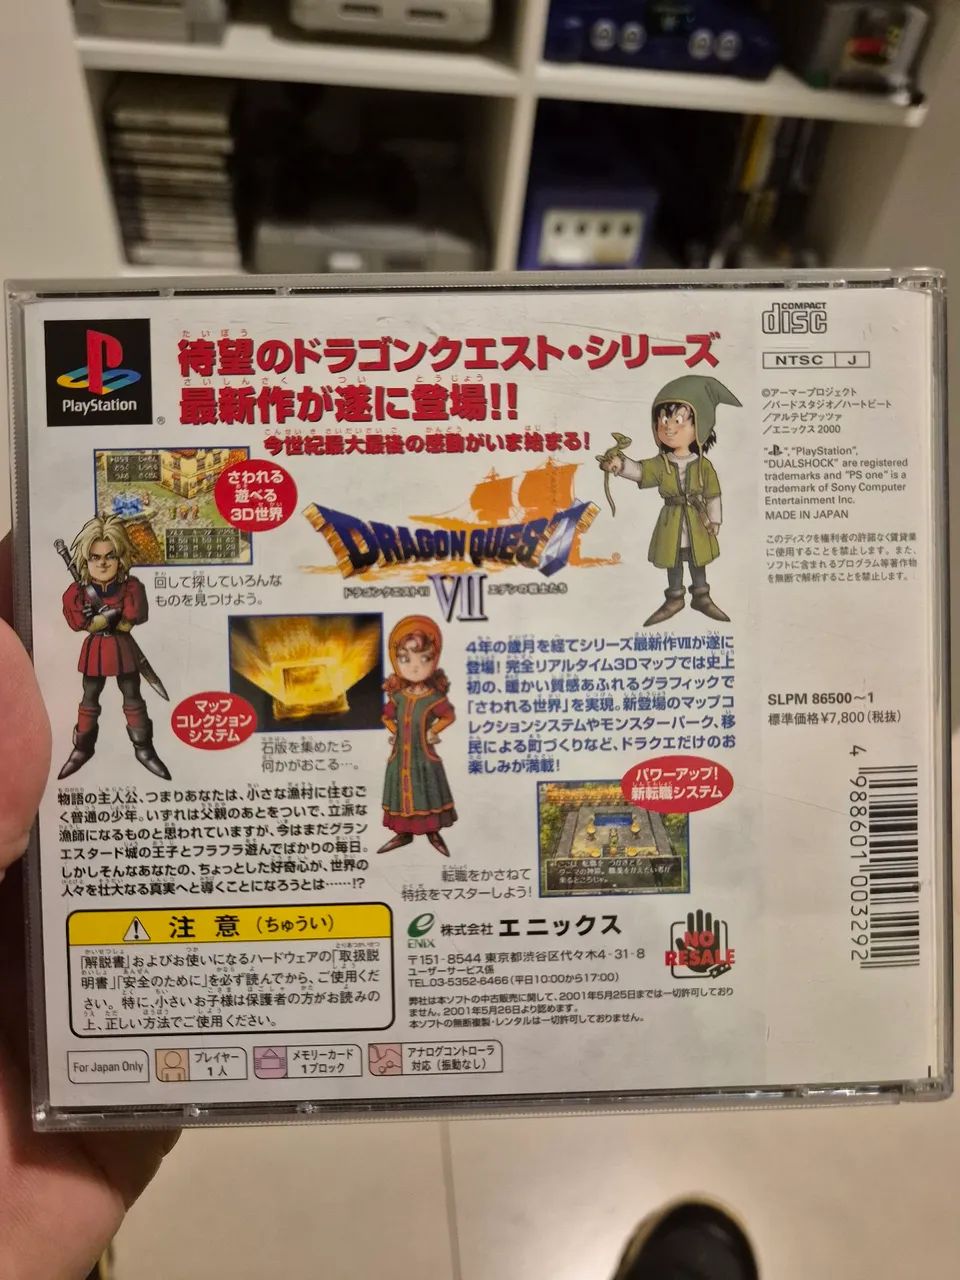 PlayStation
待望のドラゴンクエスト・シリーズ
最新作が遂に登場!!
今世紀最大最後の感動がいま始まる!
COMPACT
disc
NTSC J
©アーマープロジェクト
/バードスタジオ/ハートビート
/アルテピアッツァ
/エニックス 2000
"PlayStation",
"DUALSHOCK" are registered
trademarks and "PS one" is a
trademark of Sony Computer
Entertainment Inc.
MADE IN JAPAN
このディスクを権利者の許諾なく賃貸業
に使用することを禁止します。また、
ソフトに含まれるプログラム等著作物
を無断で解析することを禁止します。
SLPM 86500~1
標準価格¥7,800(税抜)
4 988601 003292
さわれる
遊べる
3D世界
回して探していろんな
ものを見つけよう。
DRAGON QUEST
VII
ドラゴンクエストVII エデンの戦士たち
マップ
コレクション
システム
石版を集めたら
何かがおこる…。
4年の歳月を経てシリーズ最新作VIIが遂に
登場!完全リアルタイム3Dマップでは史上
初の、暖かい質感あふれるグラフィックで
「さわれる世界」を実現。新登場のマップコ
レクションシステムやモンスターパーク、移
民による町づくりなど、ドラクエだけのお
楽しみが満載!
パワーアップ!
新転職システム
転職をかさねて
特技をマスターしよう!
物語の主人公、つまりあなたは、小さな漁村に住むご
く普通の少年。いずれは父親のあとをついで、立派な
漁師になるものと思われていますが、今はまだグラン
エスタード城の王子とフラフラ遊んでばかりの毎日。
しかしそんなあなたの、ちょっとした好奇心が、世界の
人々を壮大なる真実へと導くことになろうとは……!?
注意(ちゅうい)
「解説書」およびお使いになるハードウェアの「取扱説
明書」「安全のために」を必ず読んでから、ご使用くだ
さい。特に、小さいお子様は保護者の方がお読みの
上、正しい方法でご使用ください。
ENIX 株式会社 エニックス
〒151-8544 東京都渋谷区代々木4-31-8
ユーザーサービス係
TEL.03-5352-6466(平日10:00から17:00)
弊社は本ソフトの中古販売に関して、2001年5月25日までは一切許可しており
ません。2001年5月26日より認めます。
本ソフトの無断複製・レンタルは一切許可しておりません。
NO
RESALE
For Japan Only
プレイヤー
1人
メモリーカード
1ブロック
アナログコントローラ
対応(振動なし)